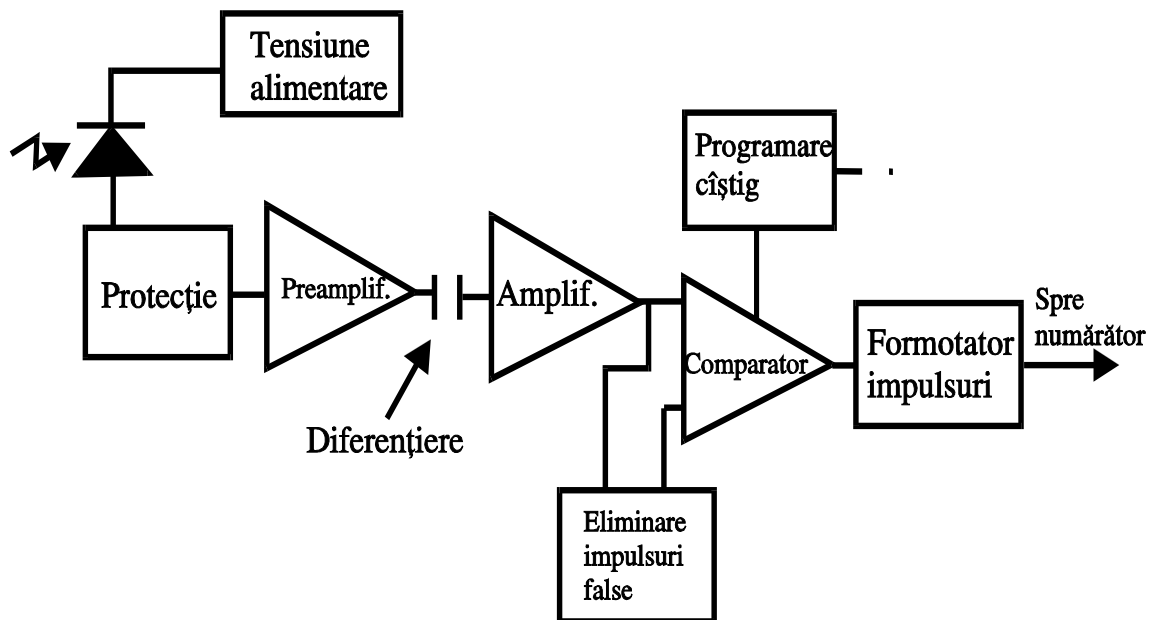 Tensiune
alimentare
Programare
cîștig
Protecție
Preamplif.
Amplif.
Comparator
Formotator
impulsuri
Spre
numărător
Diferențiere
Eliminare
impulsuri
false